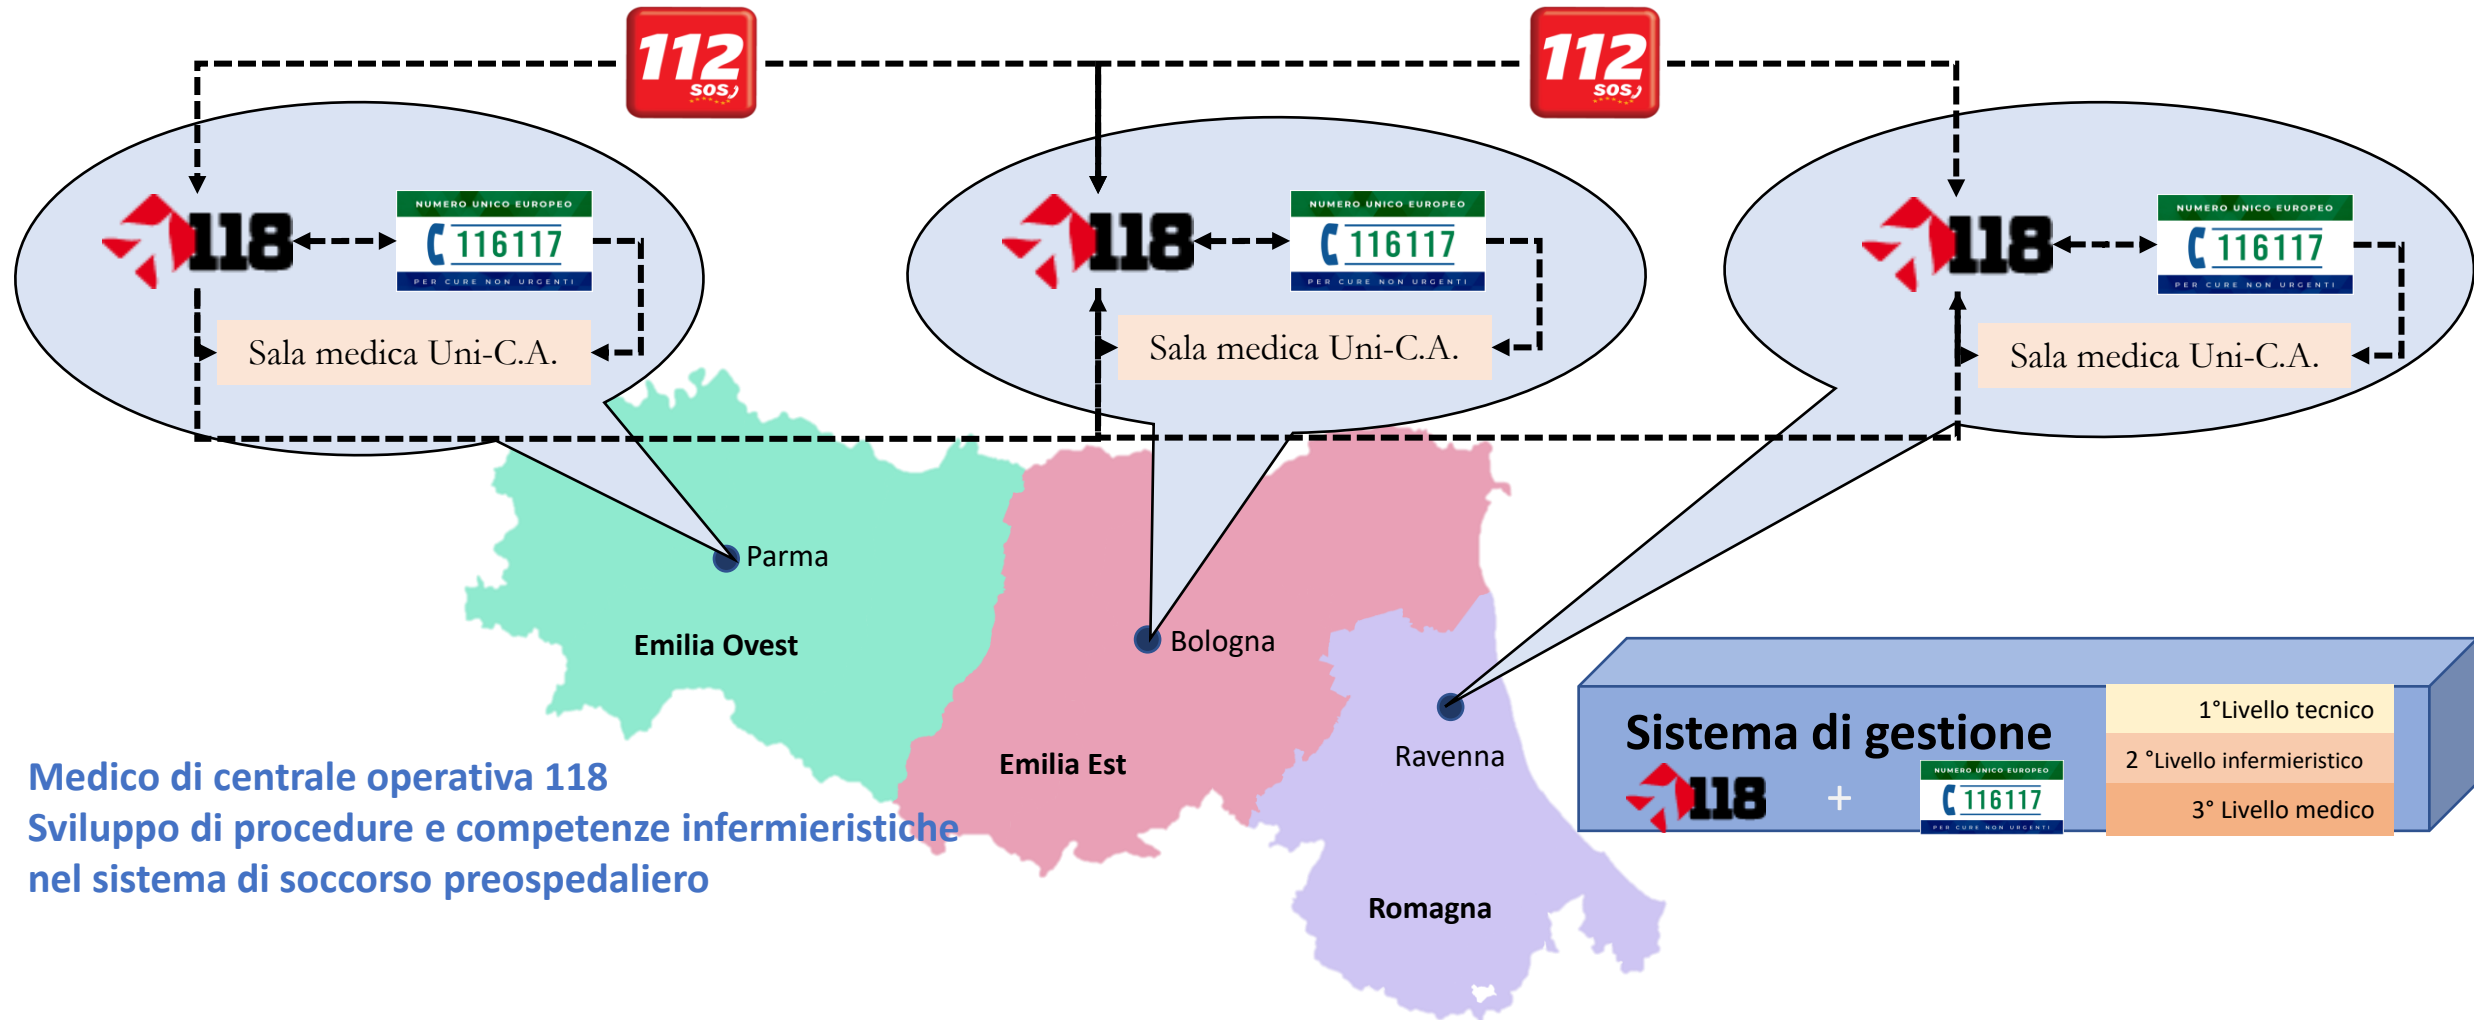 112
SOS
112
SOS
118
NUMERO UNICO EUROPEO
116117
PER CURE NON URGENTI
Sala medica Uni-C.A.
118
NUMERO UNICO EUROPEO
116117
PER CURE NON URGENTI
Sala medica Uni-C.A.
118
NUMERO UNICO EUROPEO
116117
PER CURE NON URGENTI
Sala medica Uni-C.A.
Parma
Emilia Ovest
Bologna
Emilia Est
Ravenna
Romagna
Medico di centrale operativa 118
Sviluppo di procedure e competenze infermieristiche
nel sistema di soccorso preospedaliero
Sistema di gestione
118
+
NUMERO UNICO EUROPEO
116117
PER CURE NON URGENTI
1°Livello tecnico
2 °Livello infermieristico
3° Livello medico